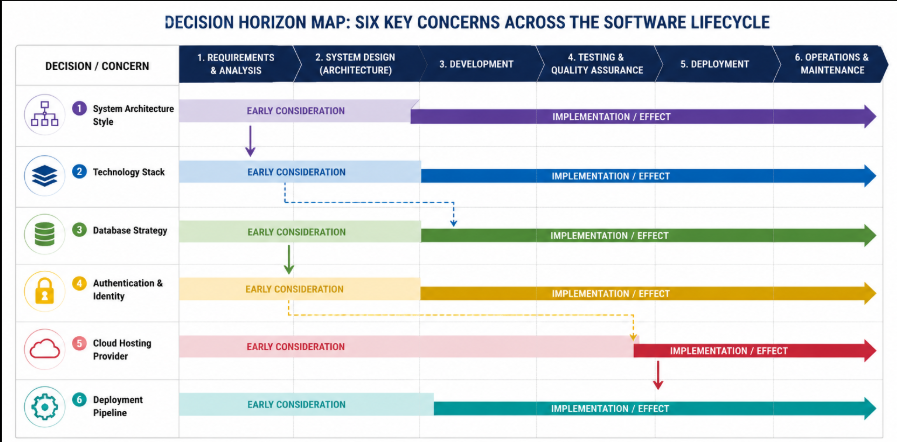 DECISION HORIZON MAP: SIX KEY CONCERNS ACROSS THE SOFTWARE LIFECYCLE
DECISION / CONCERN
1. REQUIREMENTS
& ANALYSIS
2. SYSTEM DESIGN
(ARCHITECTURE)
3. DEVELOPMENT
4. TESTING &
QUALITY ASSURANCE
5. DEPLOYMENT
6. OPERATIONS &
MAINTENANCE
1 System Architecture
Style
EARLY CONSIDERATION
IMPLEMENTATION / EFFECT
2 Technology Stack
EARLY CONSIDERATION
IMPLEMENTATION / EFFECT
3 Database Strategy
EARLY CONSIDERATION
IMPLEMENTATION / EFFECT
4 Authentication &
Identity
EARLY CONSIDERATION
IMPLEMENTATION / EFFECT
5 Cloud Hosting
Provider
EARLY CONSIDERATION
IMPLEMENTATION / EFFECT
6 Deployment
Pipeline
EARLY CONSIDERATION
IMPLEMENTATION / EFFECT